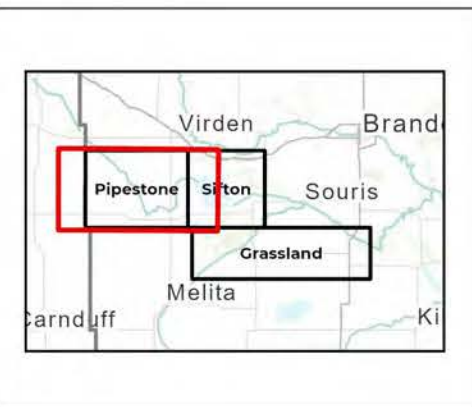 Virden
Brand
Pipestone
Sifton
Souris
Grassland
Melita
Carnduff
Ki